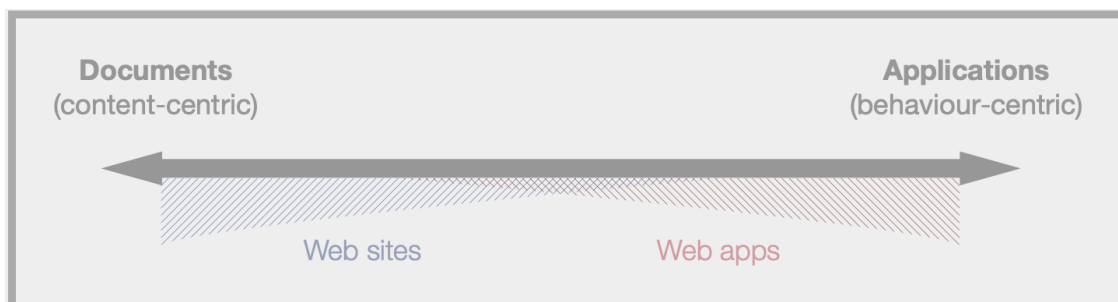 Documents
(content-centric)
Applications
(behaviour-centric)
Web sites
Web apps